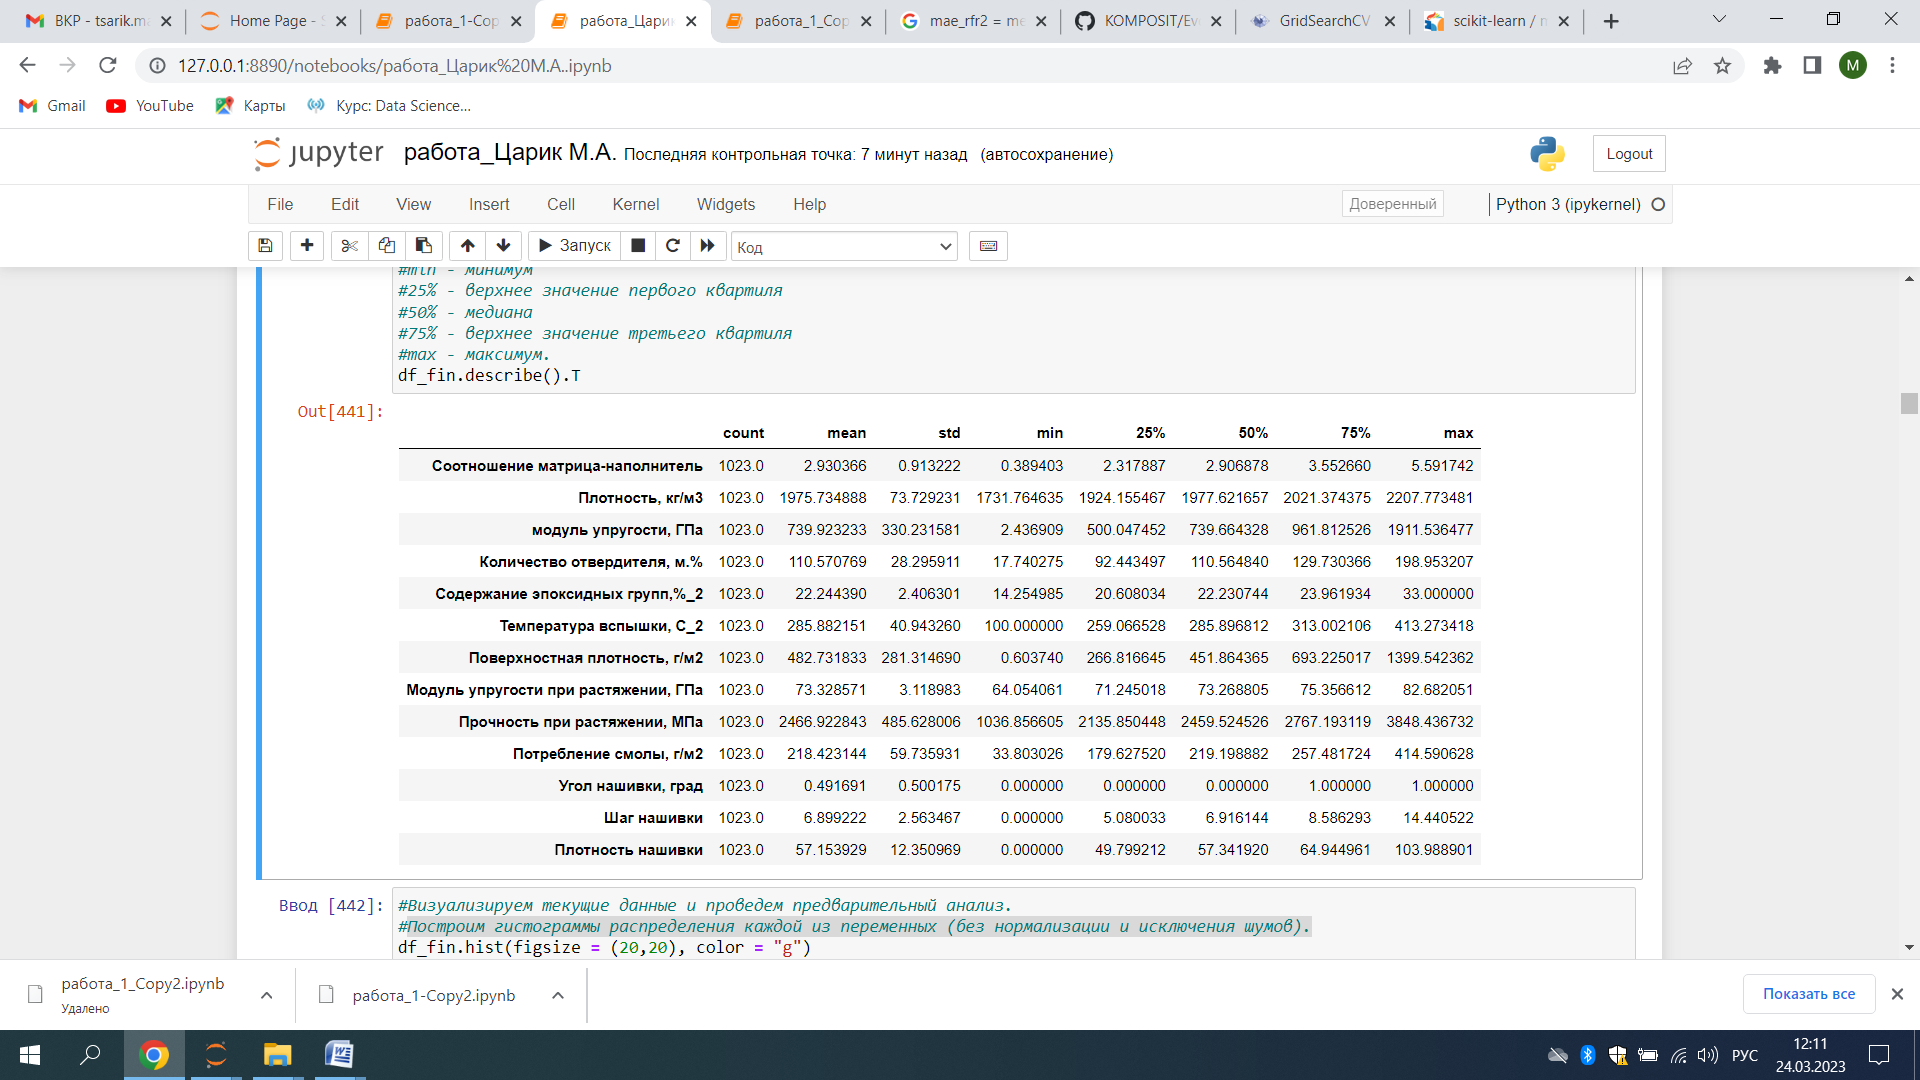 BKP - tsarik.m
Home Page - S
работа_1-Cop
работа_Царик
работа_1_Cop
mae_rfr2 = me
KOMPOSIT/Ev
GridSearchCV
scikit-learn / m
127.0.0.1:8890/notebooks/работа_Царик%20M.A..ipynb
M
Gmail
YouTube
Карты
Курс: Data Science...
jupyter
работа_Царик М.А. Последняя контрольная точка: 7 минут назад (автосохранение)
Logout
File Edit View Insert Cell Kernel Widgets Help
Доверенный
Python 3 (ipykernel)
Запуск
Код
#min - минимум
#25% - верхнее значение первого квартиля
#50% - медиана
#75% - верхнее значение третьего квартиля
#max - максимум.
df_fin.describe().T
Out[441]:
count mean std min 25% 50% 75% max
Соотношение матрица-наполнитель 1023.0 2.930366 0.913222 0.389403 2.317887 2.906878 3.552660 5.591742
Плотность, кг/м3 1023.0 1975.734888 73.729231 1731.764635 1924.155467 1977.621657 2021.374375 2207.773481
модуль упругости, ГПа 1023.0 739.923233 330.231581 2.436909 500.047452 739.664328 961.812526 1911.536477
Количество отвердителя, м.% 1023.0 110.570769 28.295911 17.740275 92.443497 110.564840 129.730366 198.953207
Содержание эпоксидных групп,%_2 1023.0 22.244390 2.406301 14.254985 20.608034 22.230744 23.961934 33.000000
Температура вспышки, С_2 1023.0 285.882151 40.943260 100.000000 259.066528 285.896812 313.002106 413.273418
Поверхностная плотность, г/м2 1023.0 482.731833 281.314690 0.603740 266.816645 451.864365 693.225017 1399.542362
Модуль упругости при растяжении, ГПа 1023.0 73.328571 3.118983 64.054061 71.245018 73.268805 75.356612 82.682051
Прочность при растяжении, МПа 1023.0 2466.922843 485.628006 1036.856605 2135.850448 2459.524526 2767.193119 3848.436732
Потребление смолы, г/м2 1023.0 218.423144 59.735931 33.803026 179.627520 219.198882 257.481724 414.590628
Угол нашивки, град 1023.0 0.491691 0.500175 0.000000 0.000000 0.000000 1.000000 1.000000
Шаг нашивки 1023.0 6.899222 2.563467 0.000000 5.080033 6.916144 8.586293 14.440522
Плотность нашивки 1023.0 57.153929 12.350969 0.000000 49.799212 57.341920 64.944961 103.988901
Ввод [442]:
#Визуализируем текущие данные и проведем предварительный анализ.
#Построим гистограммы распределения каждой из переменных (без нормализации и исключения шумов).
df_fin.hist(figsize = (20,20), color = "g")
работа_1_Copy2.ipynb
Удалено
работа_1-Copy2.ipynb
Показать все
РУС
12:11
24.03.2023